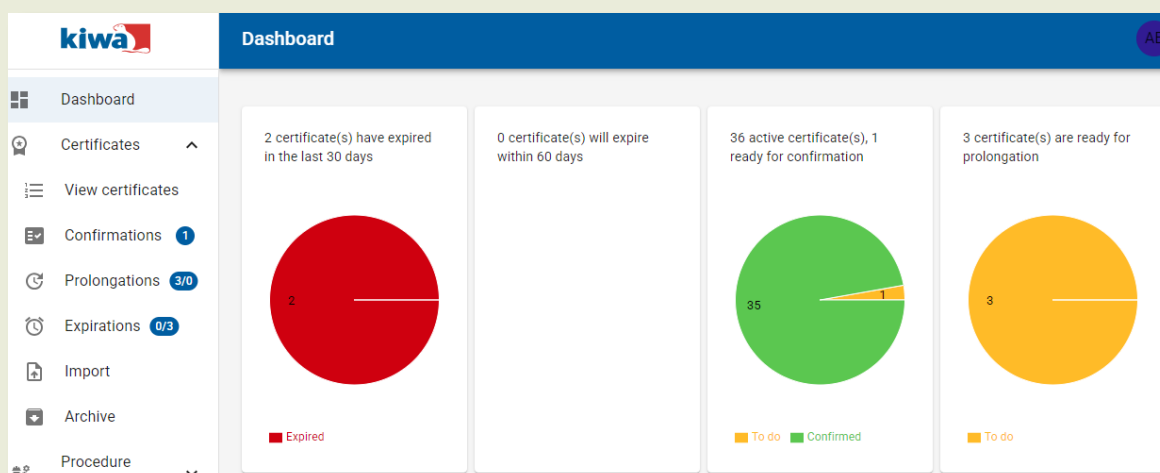 kiwa
Dashboard
AB
Dashboard
Certificates
View certificates
Confirmations 1
Prolongations 3/0
Expirations 0/3
Import
Archive
Procedure
2 certificate(s) have expired
in the last 30 days
2
Expired
0 certificate(s) will expire
within 60 days
36 active certificate(s), 1
ready for confirmation
35
1
To do Confirmed
3 certificate(s) are ready for
prolongation
3
To do